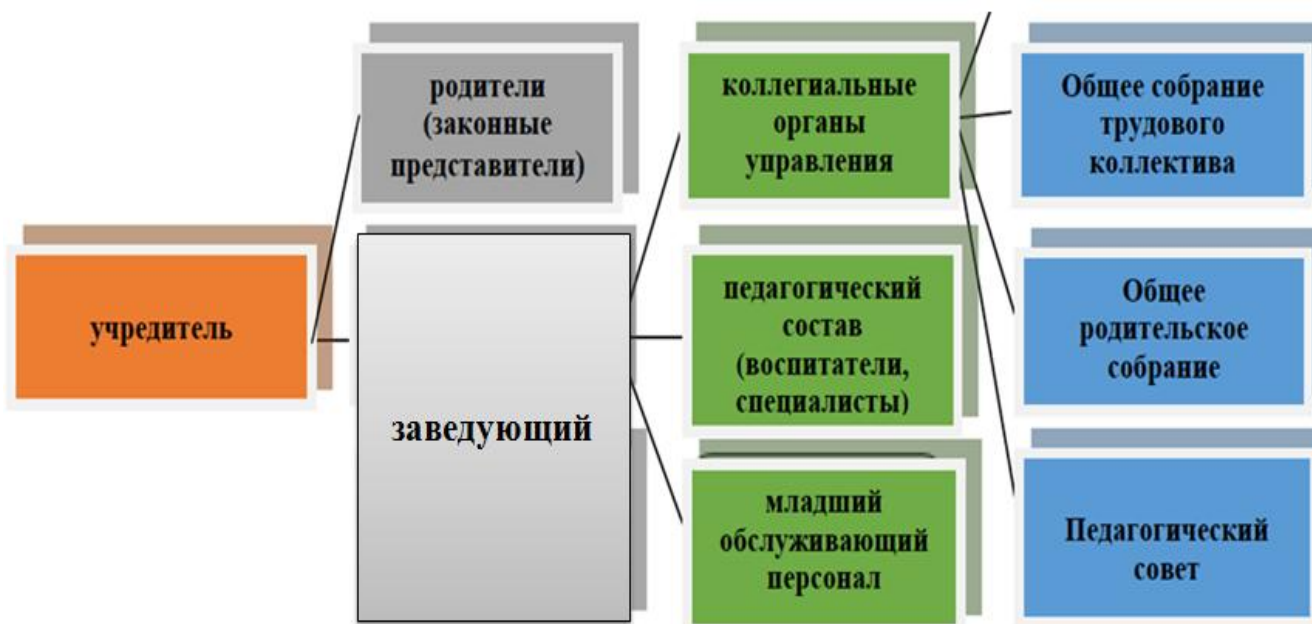 родители
(законные
представители)
коллегиальные
органы
управления
Общее собрание
трудового
коллектива
учредитель
заведующий
педагогический
состав
(воспитатели,
специалисты)
Общее
родительское
собрание
младший
обслуживающий
персонал
Педагогический
совет